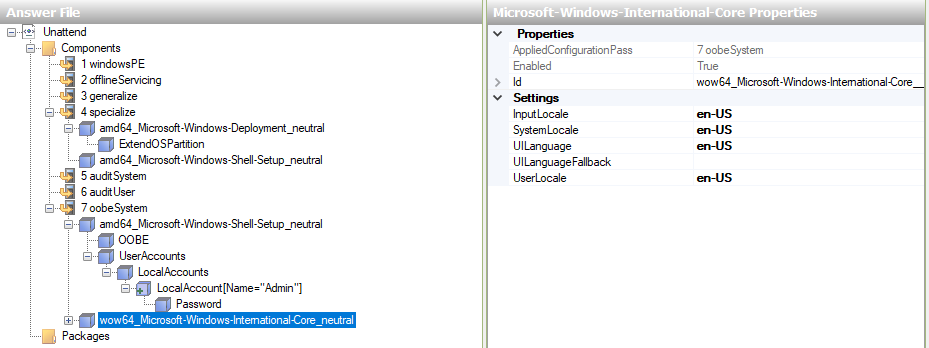 Answer File
Unattend
Components
1 windowsPE
2 offlineServicing
3 generalize
4 specialize
amd64_Microsoft-Windows-Deployment_neutral
ExtendOSPartition
amd64_Microsoft-Windows-Shell-Setup_neutral
5 auditSystem
6 auditUser
7 oobeSystem
amd64_Microsoft-Windows-Shell-Setup_neutral
OOBE
UserAccounts
LocalAccounts
LocalAccount[Name="Admin"]
Password
wow64_Microsoft-Windows-International-Core_neutral
Packages
Microsoft-Windows-International-Core Properties
Properties
AppliedConfigurationPass 7 oobeSystem
Enabled True
Id wow64_Microsoft-Windows-International-Core__
Settings
InputLocale en-US
SystemLocale en-US
UILanguage en-US
UILanguageFallback
UserLocale en-US